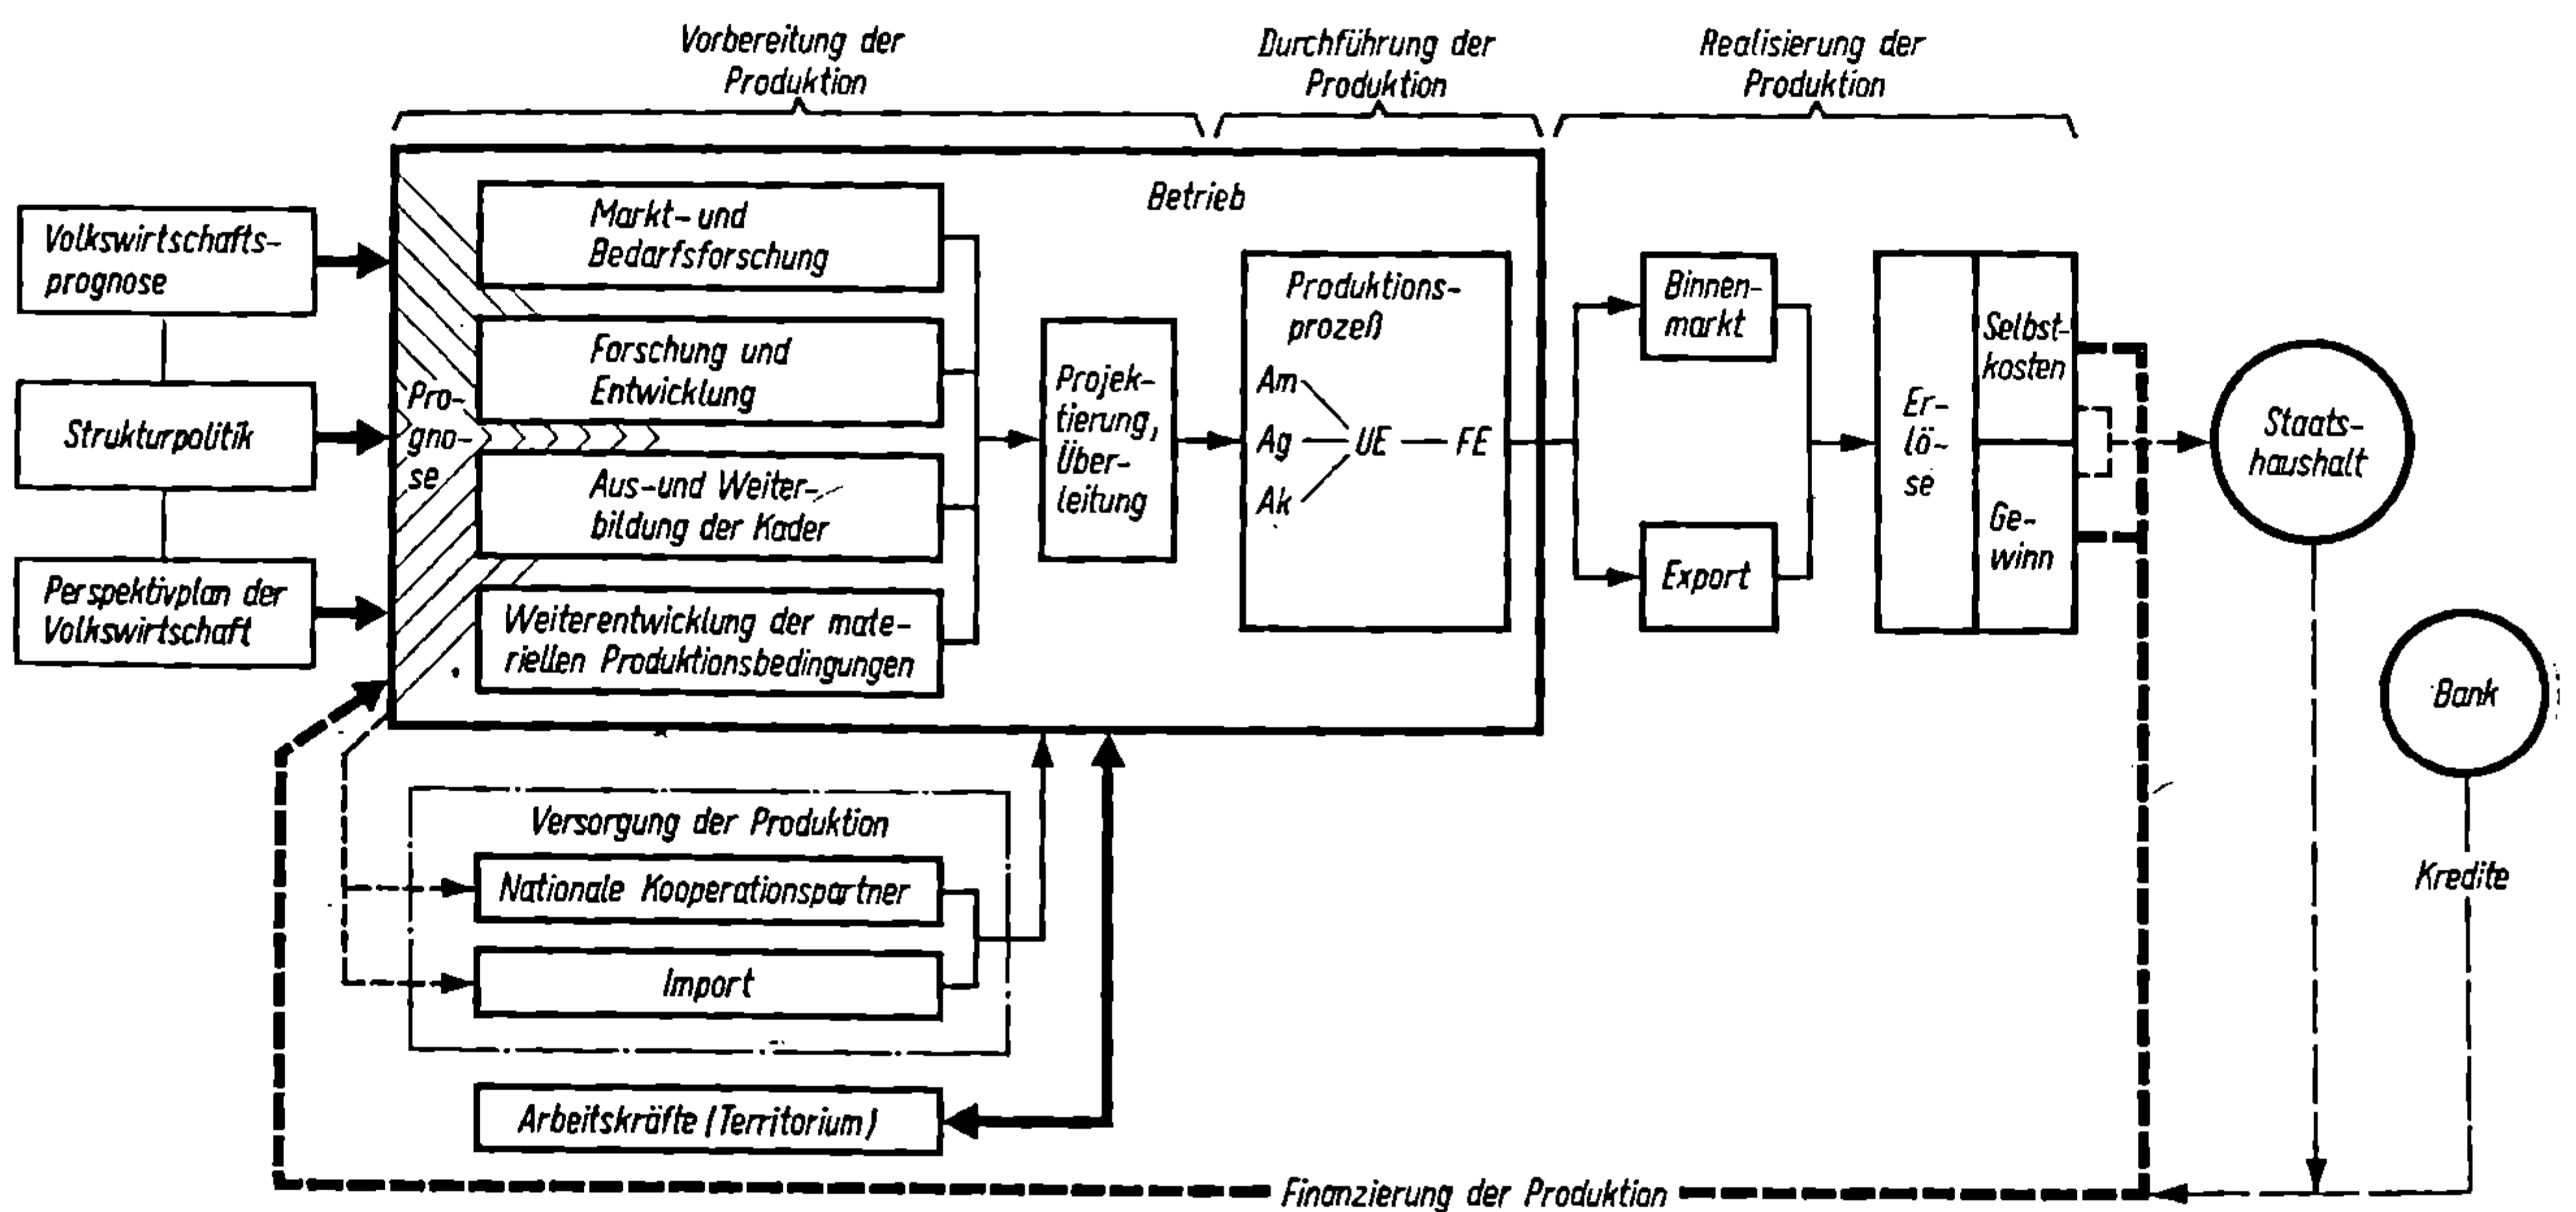 Vorbereitung der
Produktion
Durchführung der
Produktion
Realisierung der
Produktion
Betrieb
Volkswirtschafts-
prognose
Strukturpolitik
Perspektivplan der
Volkswirtschaft
Pro-
gno-
se
Markt- und
Bedarfsforschung
Forschung und
Entwicklung
Aus- und Weiter-
bildung der Kader
Weiterentwicklung der mate-
riellen Produktionsbedingungen
Projek-
tierung,
Über-
leitung
Produktions-
prozeß
Am
Ag
UE
FE
Ak
Binnen-
markt
Export
Er-
lö-
se
Selbst-
kosten
Ge-
winn
Staats-
haushalt
Bank
Kredite
Versorgung der Produktion
Nationale Kooperationspartner
Import
Arbeitskräfte (Territorium)
Finanzierung der Produktion